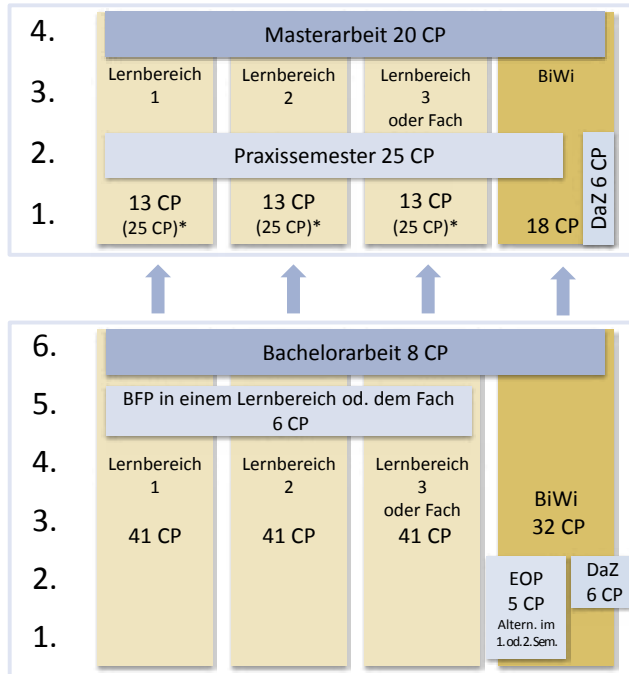 4.
Masterarbeit 20 CP
3.
Lernbereich
1
Lernbereich
2
Lernbereich
3
oder Fach
BiWi
2.
Praxissemester 25 CP
DaZ 6 CP
1.
13 CP
(25 CP)*
13 CP
(25 CP)*
13 CP
(25 CP)*
18 CP
6.
Bachelorarbeit 8 CP
5.
BFP in einem Lernbereich od. dem Fach
6 CP
4.
Lernbereich
1
Lernbereich
2
Lernbereich
3
oder Fach
3.
41 CP
41 CP
41 CP
BiWi
32 CP
2.
EOP
5 CP
Altern. im
1.od.2.Sem.
DaZ
6 CP
1.